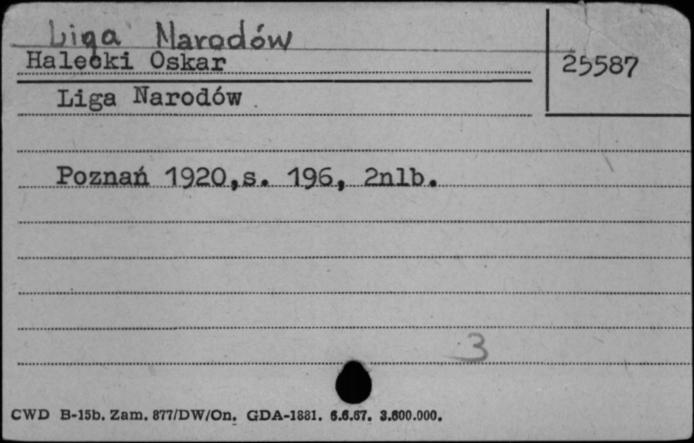 Liga Narodów
Halecki Oskar
25587
Liga Narodów
Poznań 1920,s. 196, 2nlb.
3
CWD B-15b. Zam. 877/DW/On. GDA-1881. 6.6.67. 3.600.000.